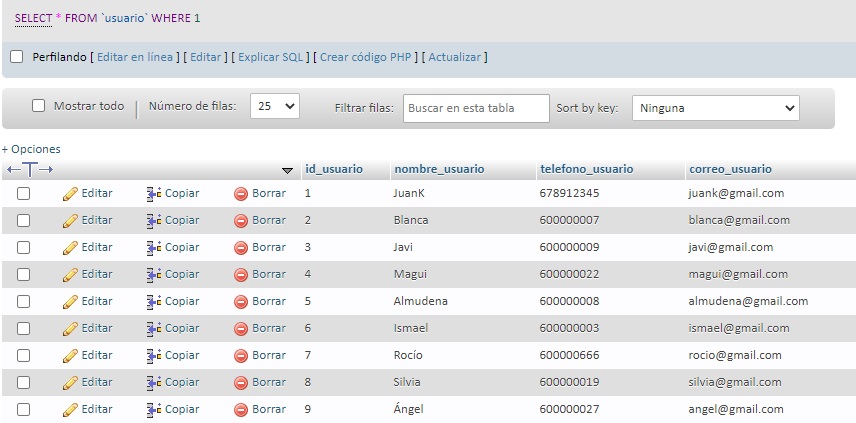 SELECT * FROM `usuario` WHERE 1
Perfilando [ Editar en línea ] [ Editar ] [ Explicar SQL ] [ Crear código PHP ] [ Actualizar ]
Mostrar todo | Número de filas: 25 Filtrar filas: Buscar en esta tabla Sort by key: Ninguna
+ Opciones
←T→ id_usuario nombre_usuario telefono_usuario correo_usuario
Editar Copiar Borrar 1 JuanK 678912345 juank@gmail.com
Editar Copiar Borrar 2 Blanca 600000007 blanca@gmail.com
Editar Copiar Borrar 3 Javi 600000009 javi@gmail.com
Editar Copiar Borrar 4 Magui 600000022 magui@gmail.com
Editar Copiar Borrar 5 Almudena 600000008 almudena@gmail.com
Editar Copiar Borrar 6 Ismael 600000003 ismael@gmail.com
Editar Copiar Borrar 7 Rocío 600000666 rocio@gmail.com
Editar Copiar Borrar 8 Silvia 600000019 silvia@gmail.com
Editar Copiar Borrar 9 Ángel 600000027 angel@gmail.com